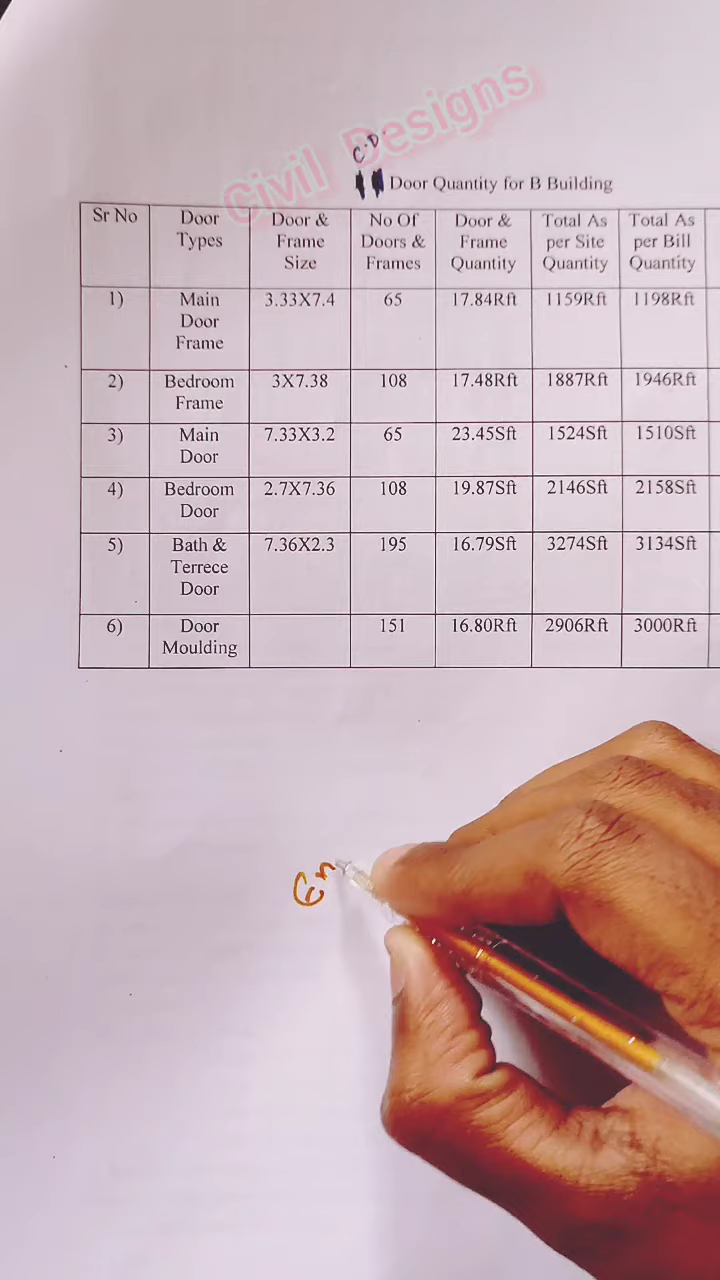 Civil Designs
C.D
Door Quantity for B Building
Sr No | Door Types | Door & Frame Size | No Of Doors & Frames | Door & Frame Quantity | Total As per Site Quantity | Total As per Bill Quantity
1) | Main Door Frame | 3.33X7.4 | 65 | 17.84Rft | 1159Rft | 1198Rft
2) | Bedroom Frame | 3X7.38 | 108 | 17.48Rft | 1887Rft | 1946Rft
3) | Main Door | 7.33X3.2 | 65 | 23.45Sft | 1524Sft | 1510Sft
4) | Bedroom Door | 2.7X7.36 | 108 | 19.87Sft | 2146Sft | 2158Sft
5) | Bath & Terrece Door | 7.36X2.3 | 195 | 16.79Sft | 3274Sft | 3134Sft
6) | Door Moulding | | 151 | 16.80Rft | 2906Rft | 3000Rft
En